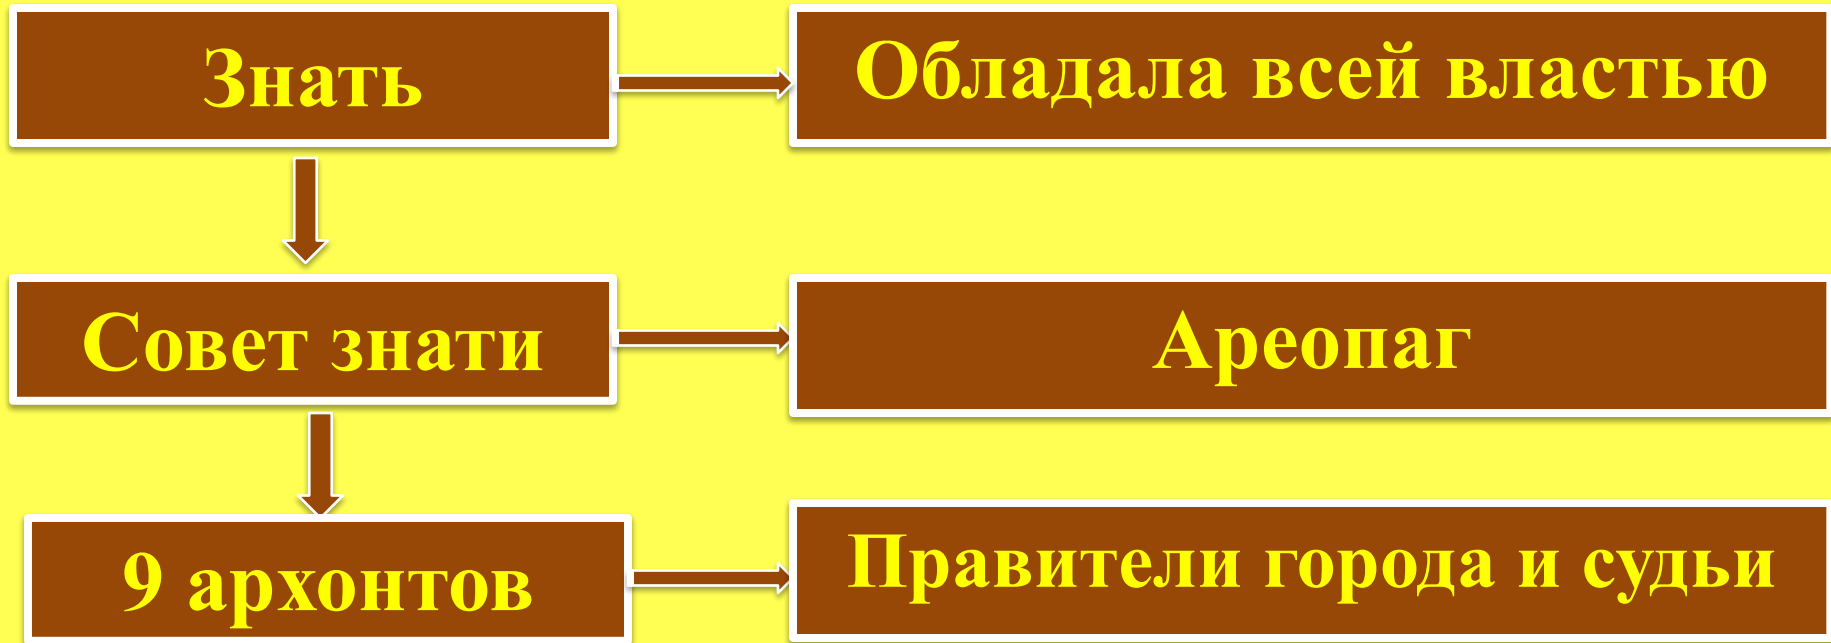 Знать
Обладала всей властью
Совет знати
Ареопаг
9 архонтов
Правители города и судьи